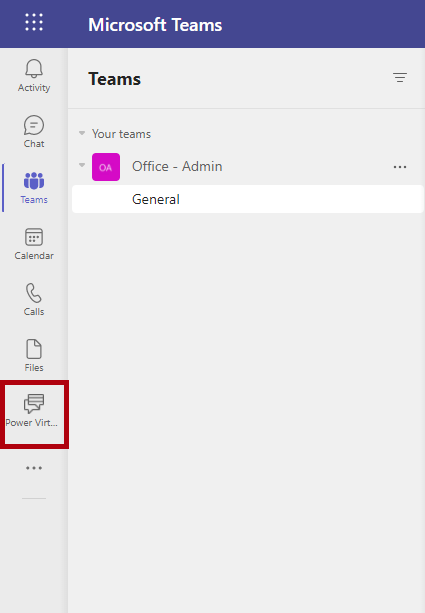 Microsoft Teams
Activity
Chat
Teams
Calendar
Calls
Files
Power Virt...
Teams
Your teams
OA
Office - Admin
General